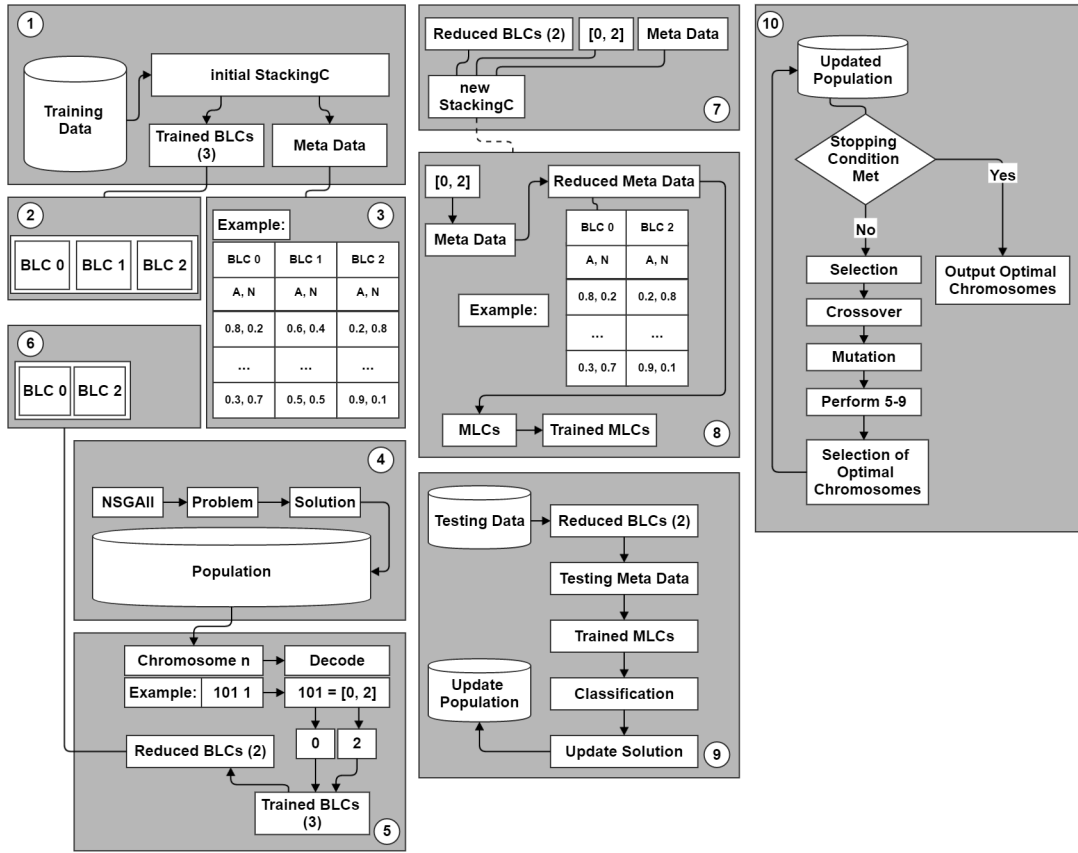 1
Training
Data
initial StackingC
Trained BLCs
(3)
Meta Data
2
BLC 0
BLC 1
BLC 2
3
Example:
BLC 0 BLC 1 BLC 2
A, N A, N A, N
0.8, 0.2 0.6, 0.4 0.2, 0.8
... ... ...
0.3, 0.7 0.5, 0.5 0.9, 0.1
6
BLC 0
BLC 2
4
NSGAII
Problem
Solution
Population
Chromosome n
Decode
Example: 101 1
101 = [0, 2]
0
2
Reduced BLCs (2)
Trained BLCs
(3)
5
Reduced BLCs (2)
[0, 2]
Meta Data
new
StackingC
7
[0, 2]
Reduced Meta Data
Meta Data
BLC 0 BLC 2
A, N A, N
0.8, 0.2 0.2, 0.8
... ...
0.3, 0.7 0.9, 0.1
Example:
MLCs
Trained MLCs
8
Testing Data
Reduced BLCs (2)
Testing Meta Data
Trained MLCs
Classification
Update
Population
Update Solution
9
10
Updated
Population
Stopping
Condition
Met
Yes
No
Output Optimal
Chromosomes
Selection
Crossover
Mutation
Perform 5-9
Selection of
Optimal
Chromosomes